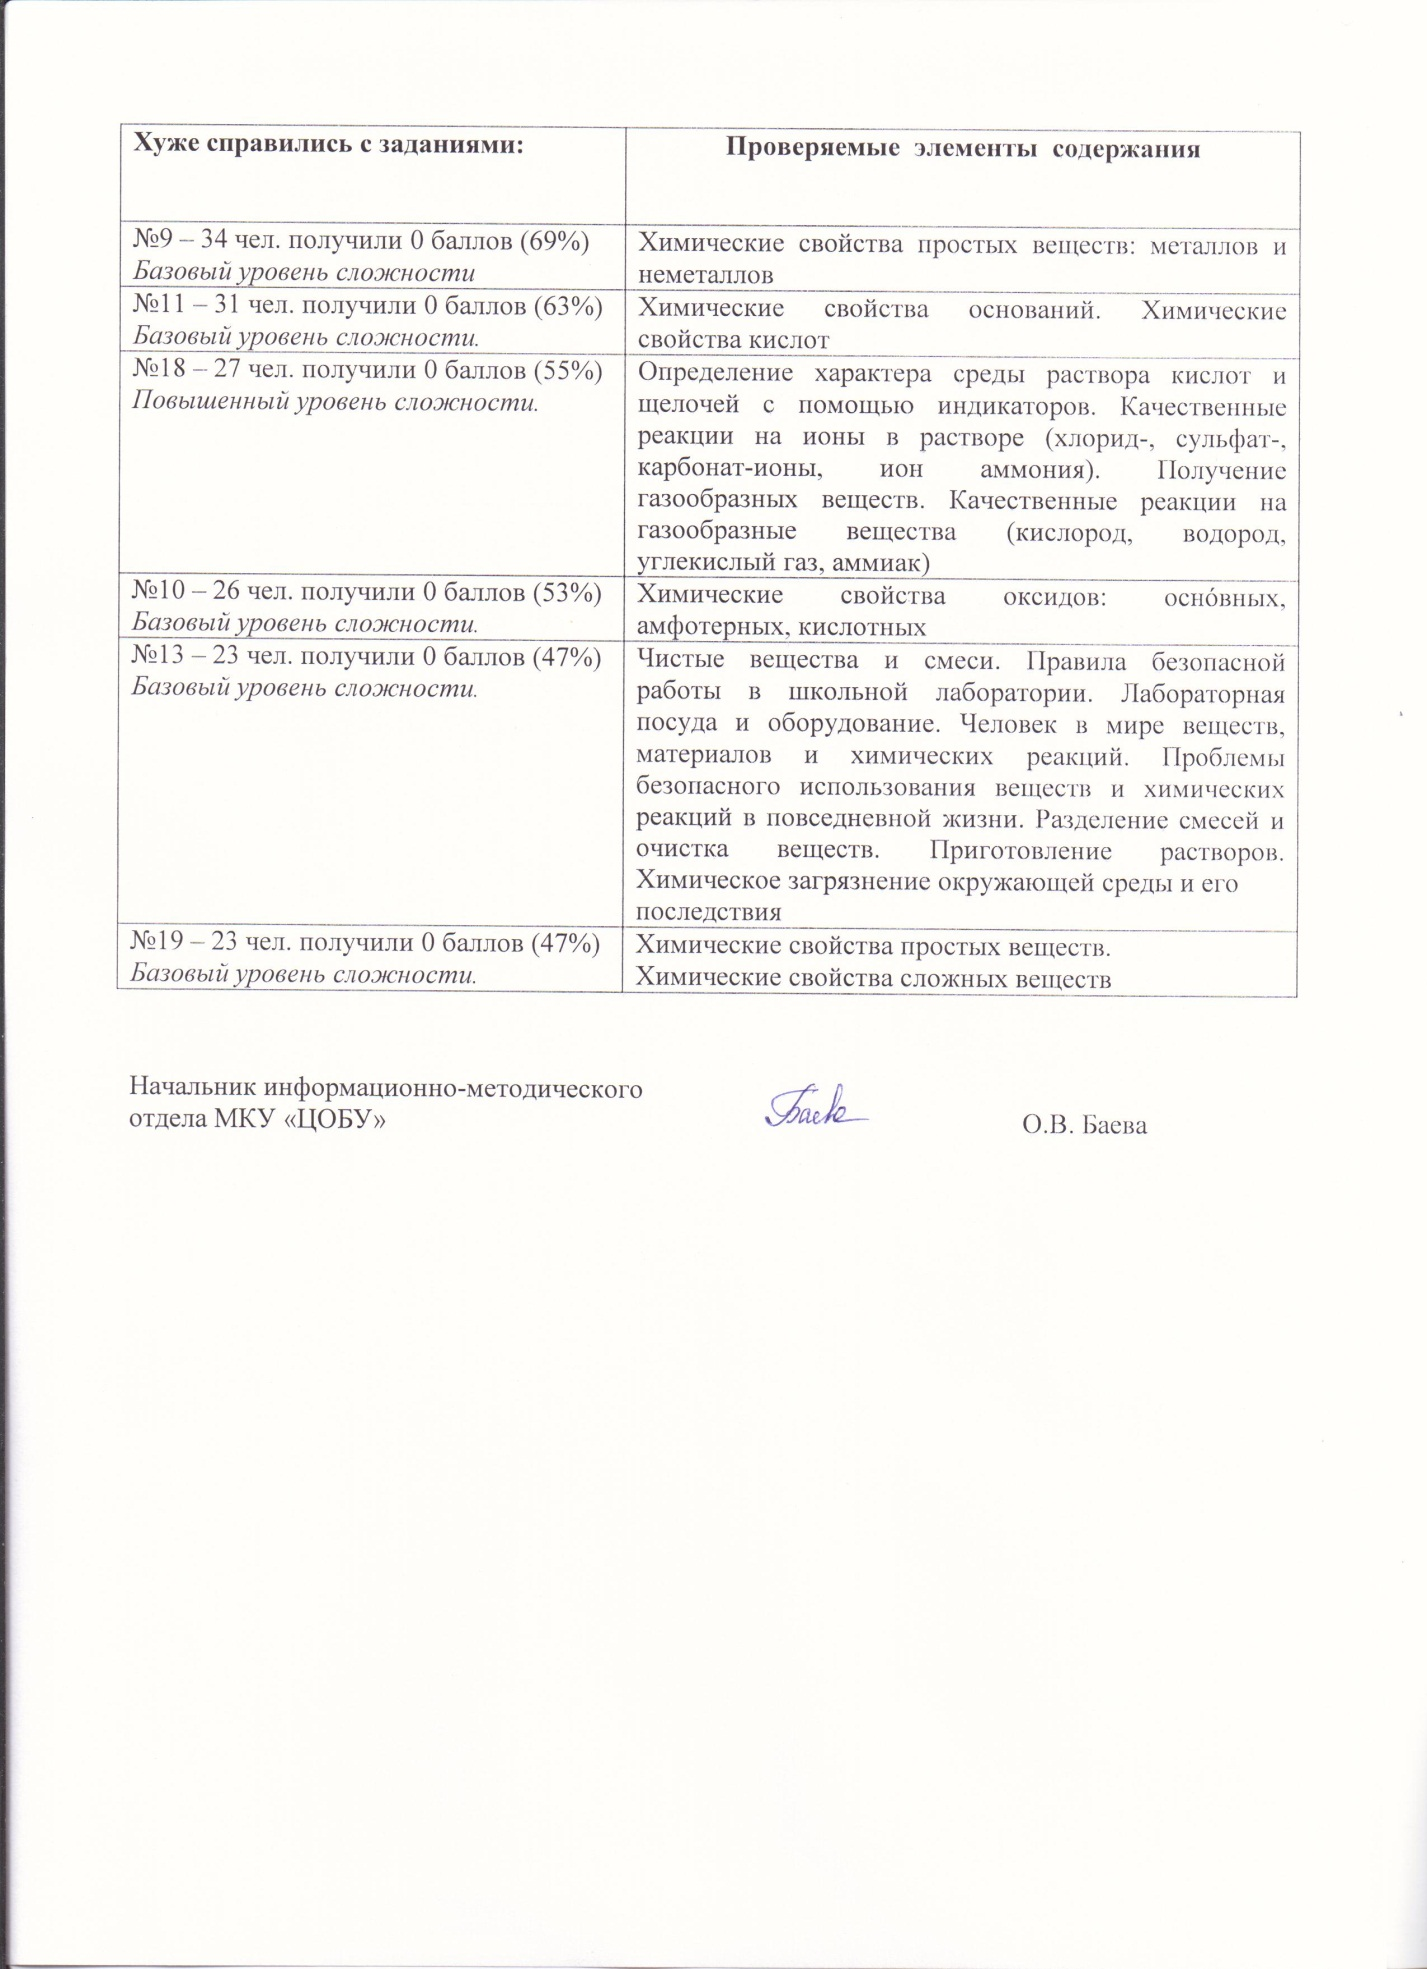 Хуже справились с заданиями:
Проверяемые элементы содержания
№9 – 34 чел. получили 0 баллов (69%)
Базовый уровень сложности
Химические свойства простых веществ: металлов и
неметаллов
№11 – 31 чел. получили 0 баллов (63%)
Базовый уровень сложности.
Химические свойства оснований. Химические
свойства кислот
№18 – 27 чел. получили 0 баллов (55%)
Повышенный уровень сложности.
Определение характера среды раствора кислот и
щелочей с помощью индикаторов. Качественные
реакции на ионы в растворе (хлорид-, сульфат-,
карбонат-ионы, ион аммония). Получение
газообразных веществ. Качественные реакции на
газообразные вещества (кислород, водород,
углекислый газ, аммиак)
№10 – 26 чел. получили 0 баллов (53%)
Базовый уровень сложности.
Химические свойства оксидов: осно́вных,
амфотерных, кислотных
№13 – 23 чел. получили 0 баллов (47%)
Базовый уровень сложности.
Чистые вещества и смеси. Правила безопасной
работы в школьной лаборатории. Лабораторная
посуда и оборудование. Человек в мире веществ,
материалов и химических реакций. Проблемы
безопасного использования веществ и химических
реакций в повседневной жизни. Разделение смесей и
очистка веществ. Приготовление растворов.
Химическое загрязнение окружающей среды и его
последствия
№19 – 23 чел. получили 0 баллов (47%)
Базовый уровень сложности.
Химические свойства простых веществ.
Химические свойства сложных веществ
Начальник информационно-методического
отдела МКУ «ЦОБУ»
Баева
О.В. Баева